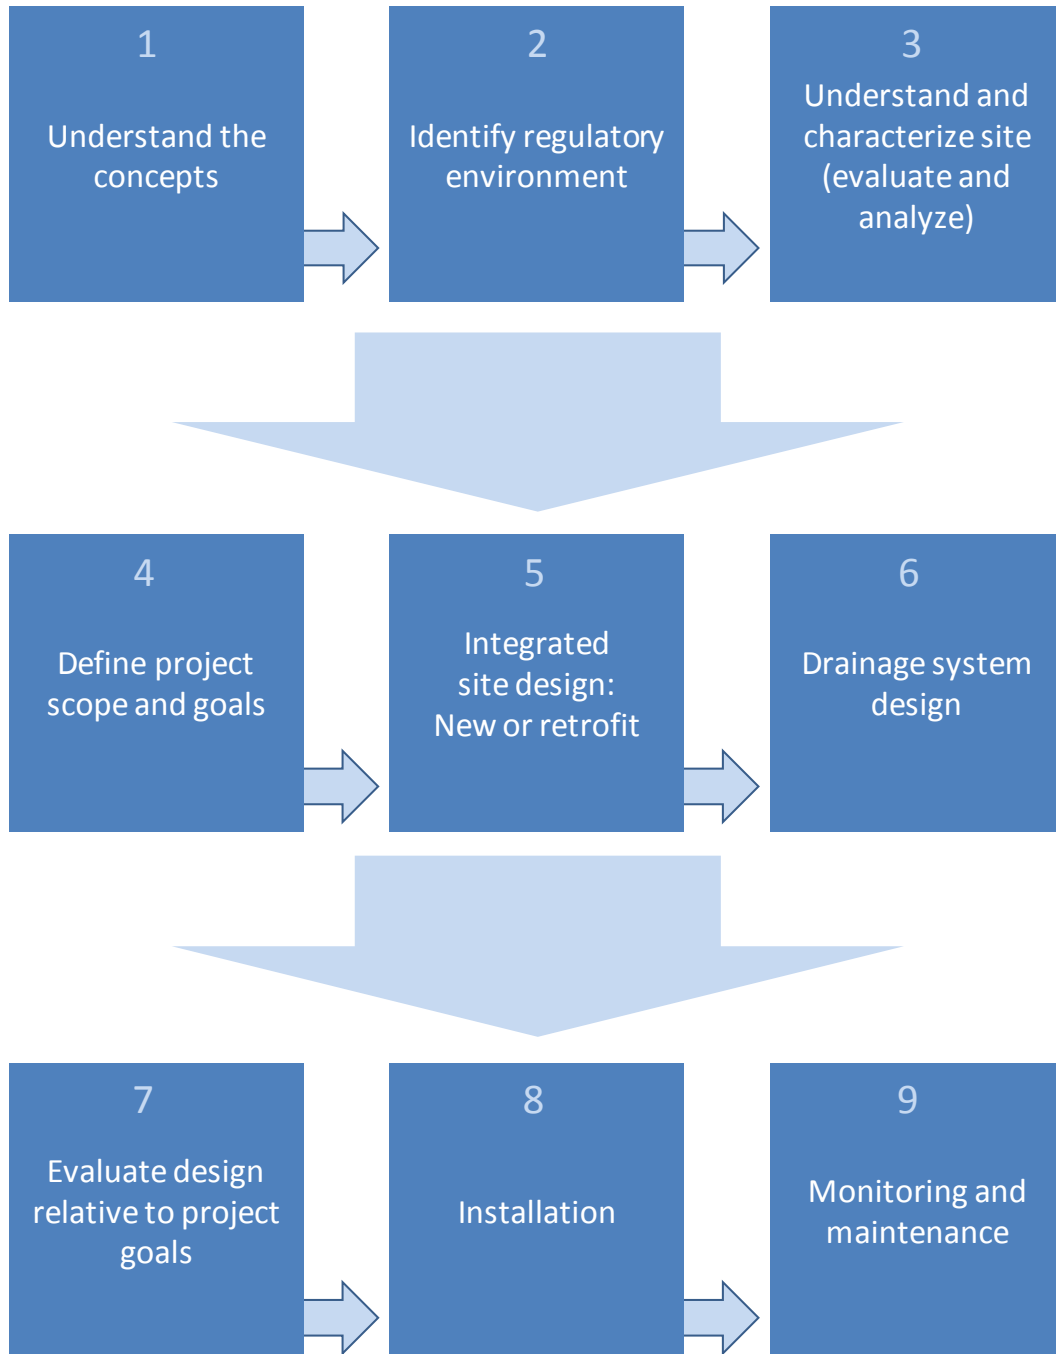 1
Understand the
concepts
2
Identify regulatory
environment
3
Understand and
characterize site
(evaluate and
analyze)
4
Define project
scope and goals
5
Integrated
site design:
New or retrofit
6
Drainage system
design
7
Evaluate design
relative to project
goals
8
Installation
9
Monitoring and
maintenance